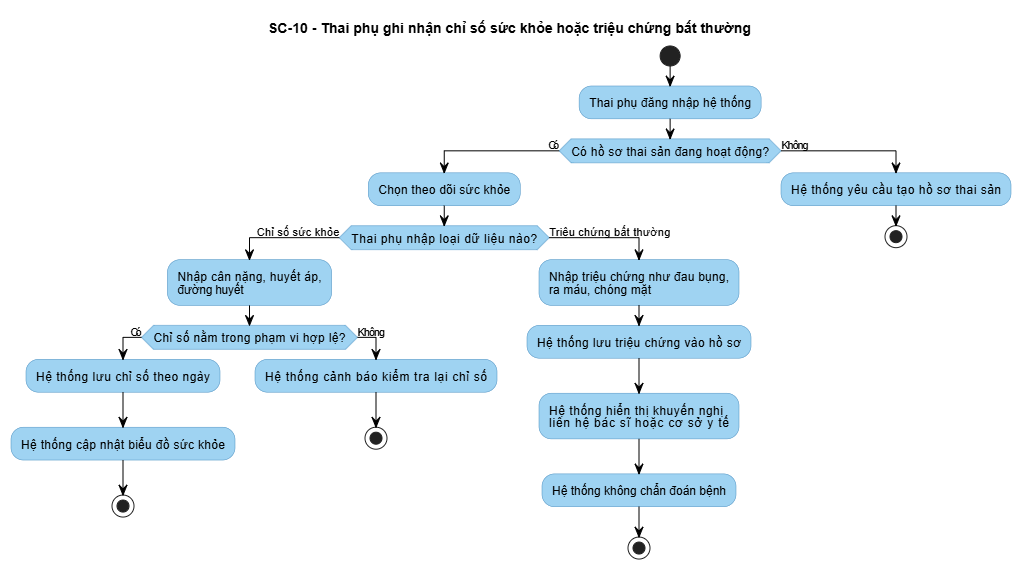 SC-10 - Thai phụ ghi nhận chỉ số sức khỏe hoặc triệu chứng bất thường
Thai phụ đăng nhập hệ thống
Có
Có hồ sơ thai sản đang hoạt động?
Không
Chọn theo dõi sức khỏe
Hệ thống yêu cầu tạo hồ sơ thai sản
Chỉ số sức khỏe
Thai phụ nhập loại dữ liệu nào?
Triệu chứng bất thường
Nhập cân nặng, huyết áp,
đường huyết
Nhập triệu chứng như đau bụng,
ra máu, chóng mặt
Có
Chỉ số nằm trong phạm vi hợp lệ?
Không
Hệ thống lưu triệu chứng vào hồ sơ
Hệ thống lưu chỉ số theo ngày
Hệ thống cảnh báo kiểm tra lại chỉ số
Hệ thống hiển thị khuyến nghị
liên hệ bác sĩ hoặc cơ sở y tế
Hệ thống cập nhật biểu đồ sức khỏe
Hệ thống không chẩn đoán bệnh